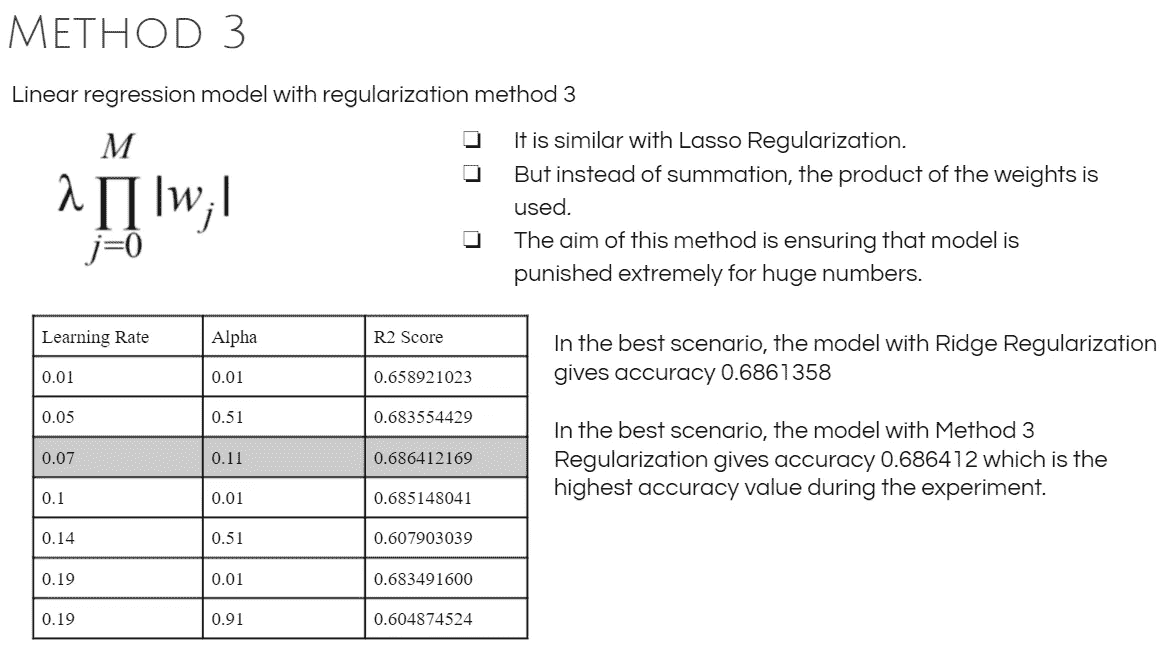 METHOD 3
Linear regression model with regularization method 3
M
λ ∏ |wj|
j=0
❏ It is similar with Lasso Regularization.
❏ But instead of summation, the product of the weights is
used.
❏ The aim of this method is ensuring that model is
punished extremely for huge numbers.
Learning Rate Alpha R2 Score
0.01 0.01 0.658921023
0.05 0.51 0.683554429
0.07 0.11 0.686412169
0.1 0.01 0.685148041
0.14 0.51 0.607903039
0.19 0.01 0.683491600
0.19 0.91 0.604874524
In the best scenario, the model with Ridge Regularization
gives accuracy 0.6861358
In the best scenario, the model with Method 3
Regularization gives accuracy 0.686412 which is the
highest accuracy value during the experiment.